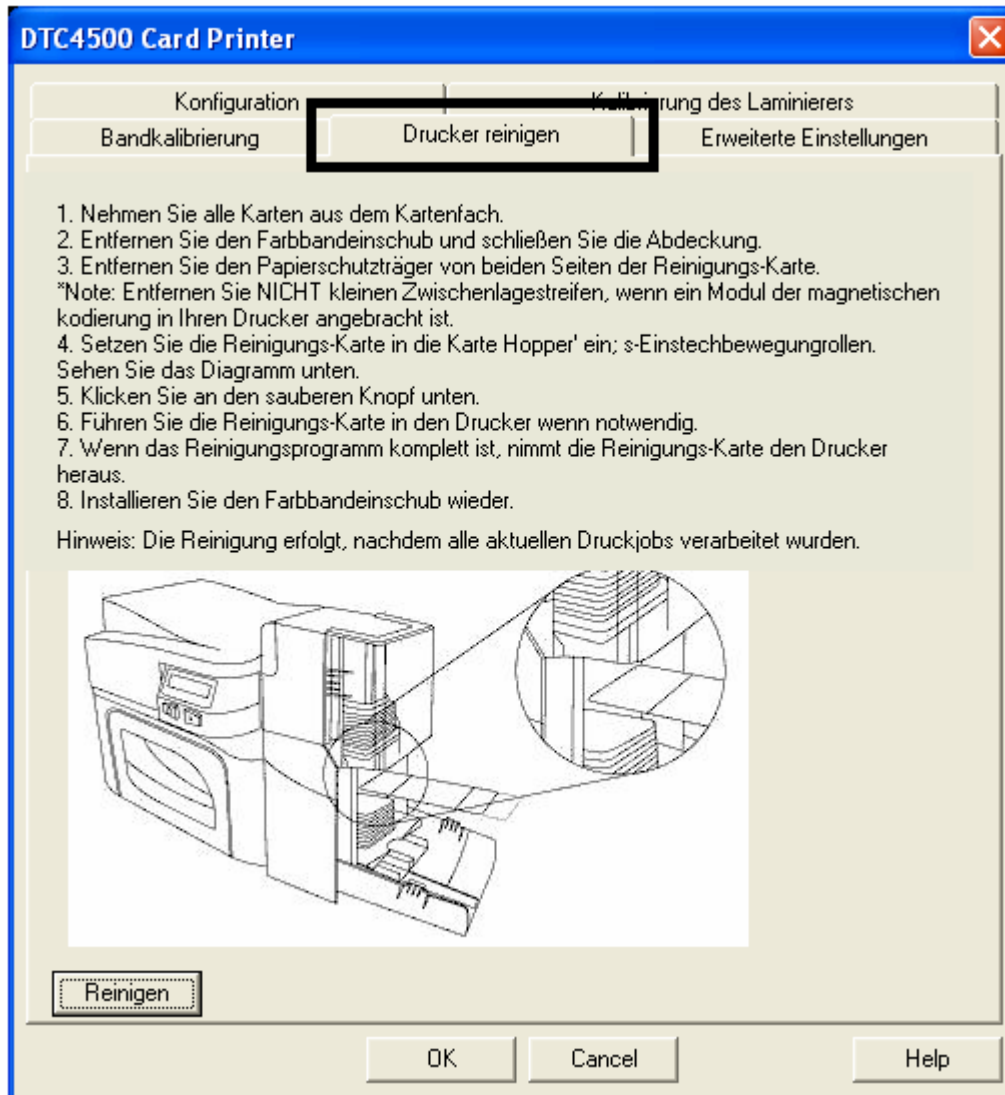 DTC4500 Card Printer
Konfiguration
Kalibrierung des Laminierers
Bandkalibrierung
Drucker reinigen
Erweiterte Einstellungen
1. Nehmen Sie alle Karten aus dem Kartenfach.
2. Entfernen Sie den Farbbandeinschub und schließen Sie die Abdeckung.
3. Entfernen Sie den Papierschutzträger von beiden Seiten der Reinigungs-Karte.
*Note: Entfernen Sie NICHT kleinen Zwischenlagestreifen, wenn ein Modul der magnetischen
kodierung in Ihren Drucker angebracht ist.
4. Setzen Sie die Reinigungs-Karte in die Karte Hopper' ein; s-Einstechbewegungrollen.
Sehen Sie das Diagramm unten.
5. Klicken Sie an den sauberen Knopf unten.
6. Führen Sie die Reinigungs-Karte in den Drucker wenn notwendig.
7. Wenn das Reinigungsprogramm komplett ist, nimmt die Reinigungs-Karte den Drucker
heraus.
8. Installieren Sie den Farbbandeinschub wieder.
Hinweis: Die Reinigung erfolgt, nachdem alle aktuellen Druckjobs verarbeitet wurden.
Reinigen
OK
Cancel
Help